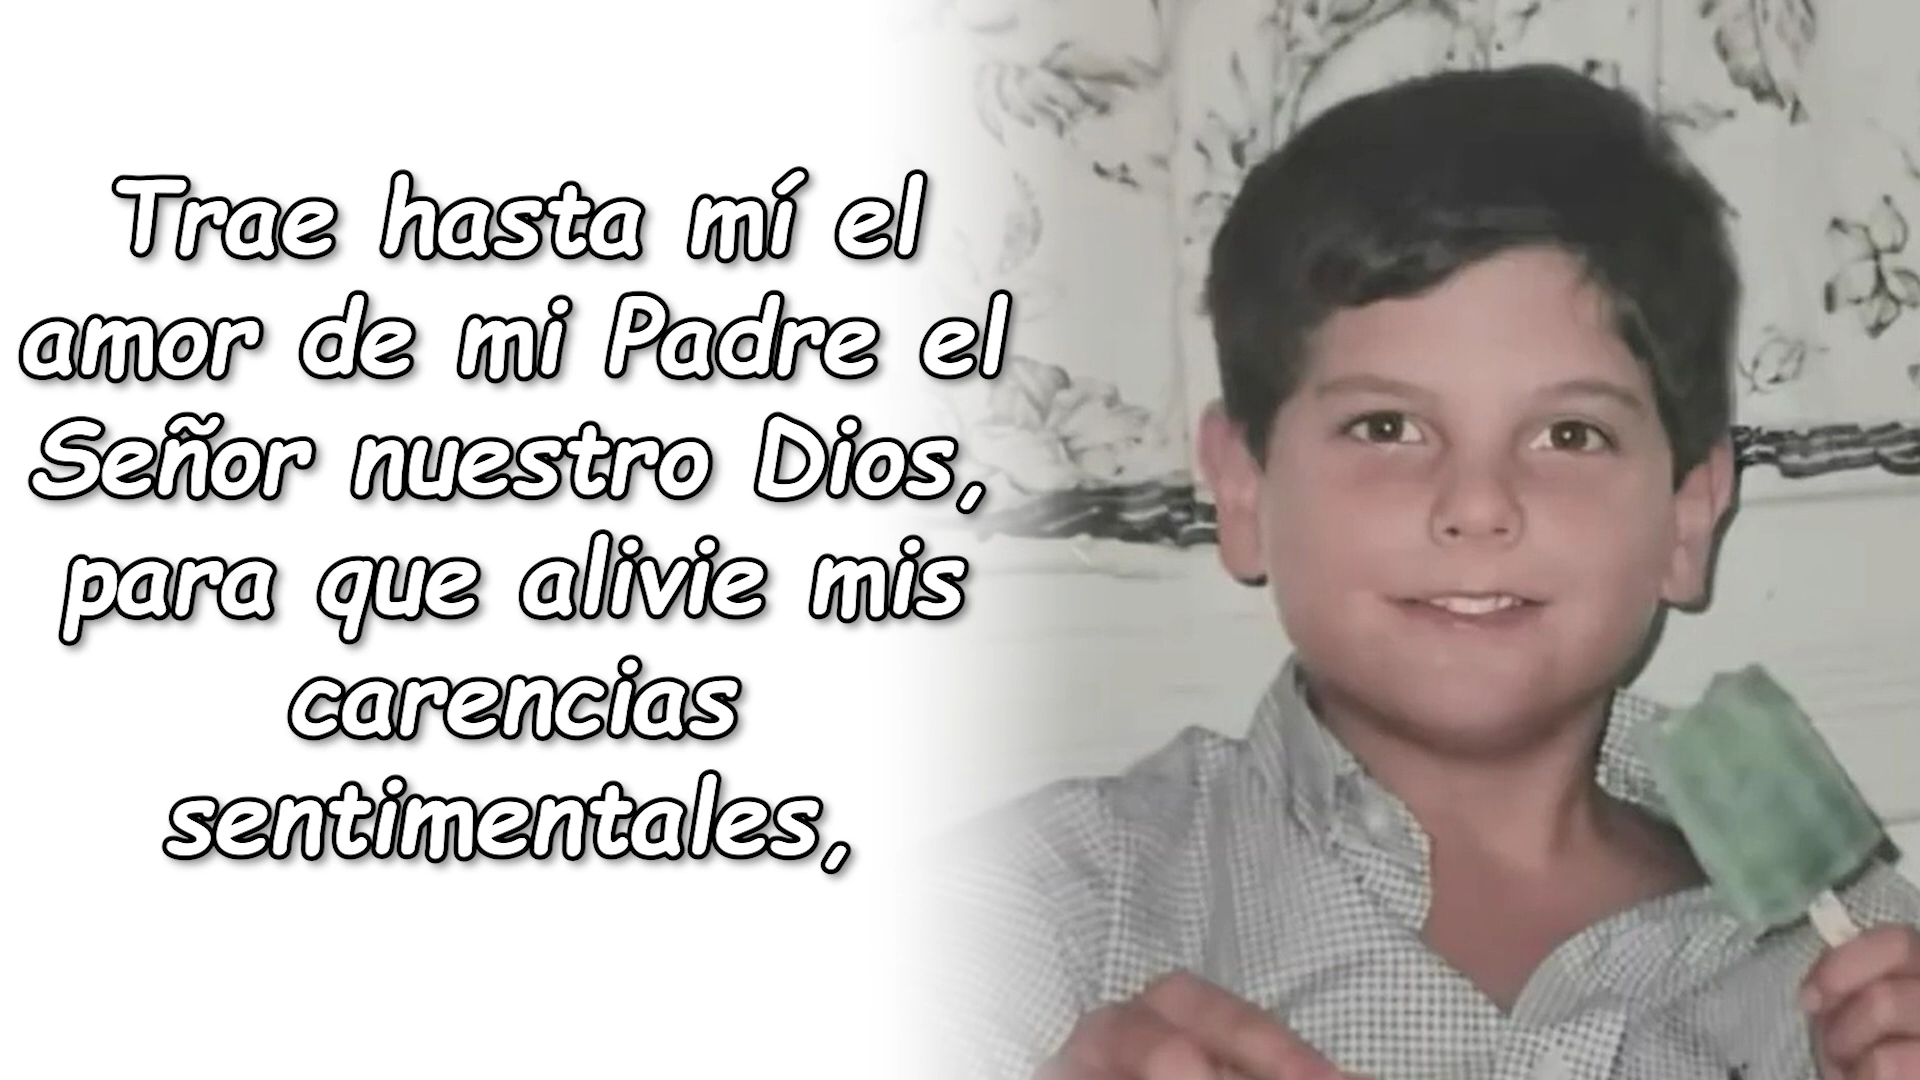 Trae hasta mí el
amor de mi Padre el
Señor nuestro Dios,
para que alivie mis
carencias
sentimentales,